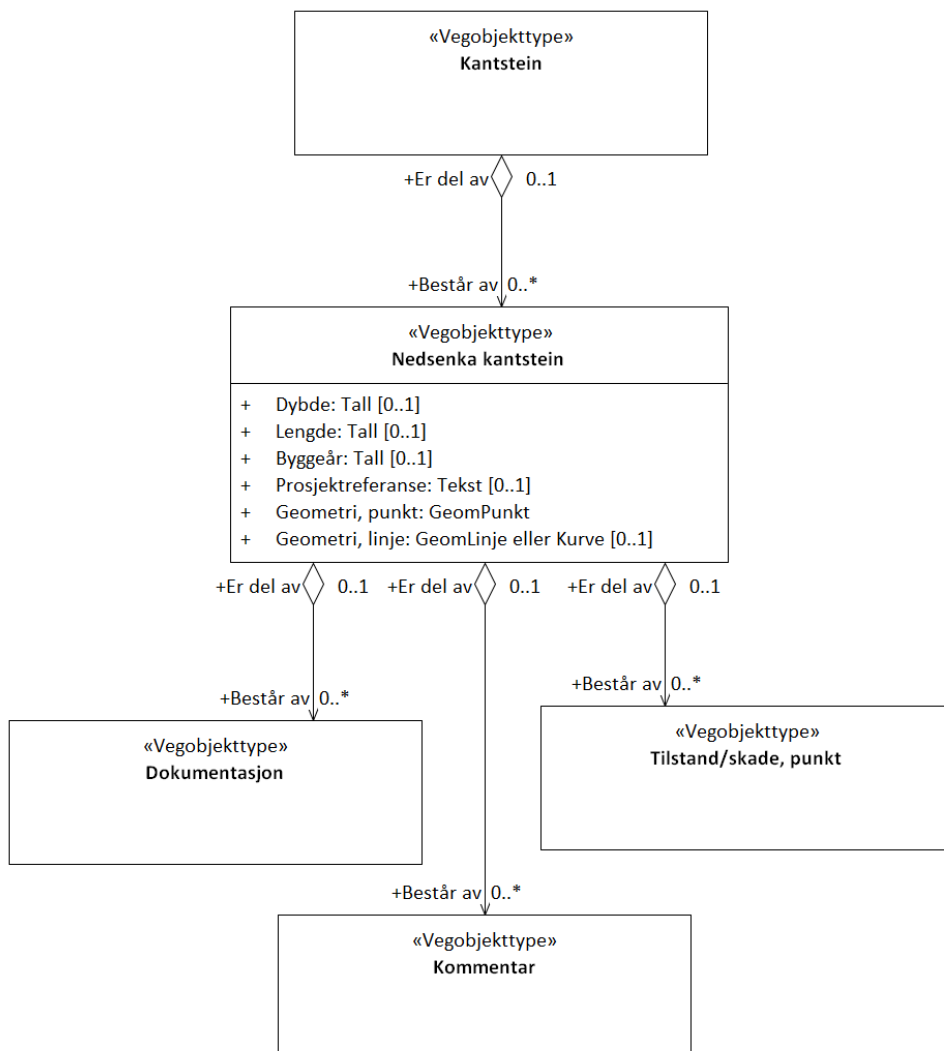 «Vegobjekttype»
Kantstein
+Er del av 0..1
+Består av 0..*
«Vegobjekttype»
Nedsenka kantstein
+ Dybde: Tall [0..1]
+ Lengde: Tall [0..1]
+ Byggeår: Tall [0..1]
+ Prosjektreferanse: Tekst [0..1]
+ Geometri, punkt: GeomPunkt
+ Geometri, linje: GeomLinje eller Kurve [0..1]
+Er del av 0..1 +Er del av 0..1 +Er del av 0..1
+Består av 0..*
«Vegobjekttype»
Dokumentasjon
+Består av 0..*
«Vegobjekttype»
Tilstand/skade, punkt
+Består av 0..*
«Vegobjekttype»
Kommentar